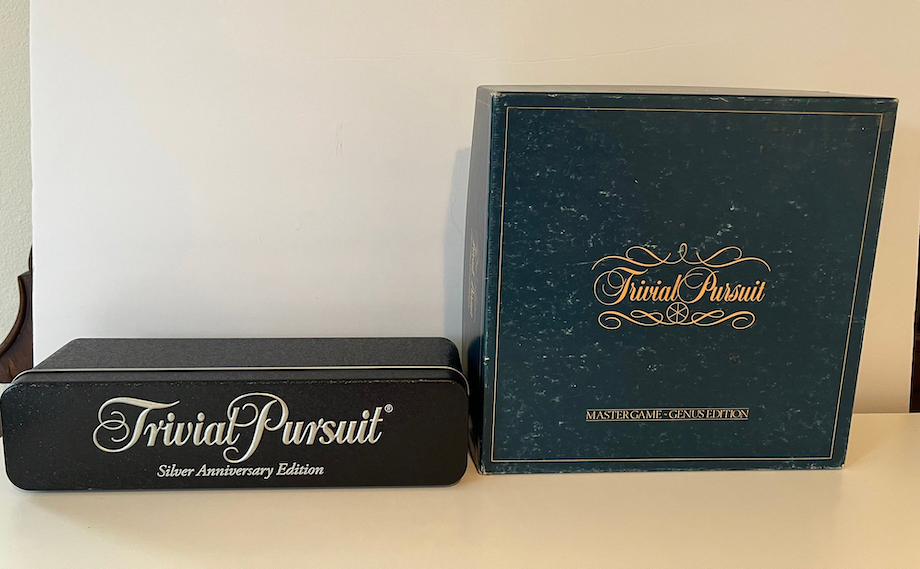 Trivial Pursuit®
Silver Anniversary Edition
Trivial Pursuit
MASTER GAME - GENUS EDITION